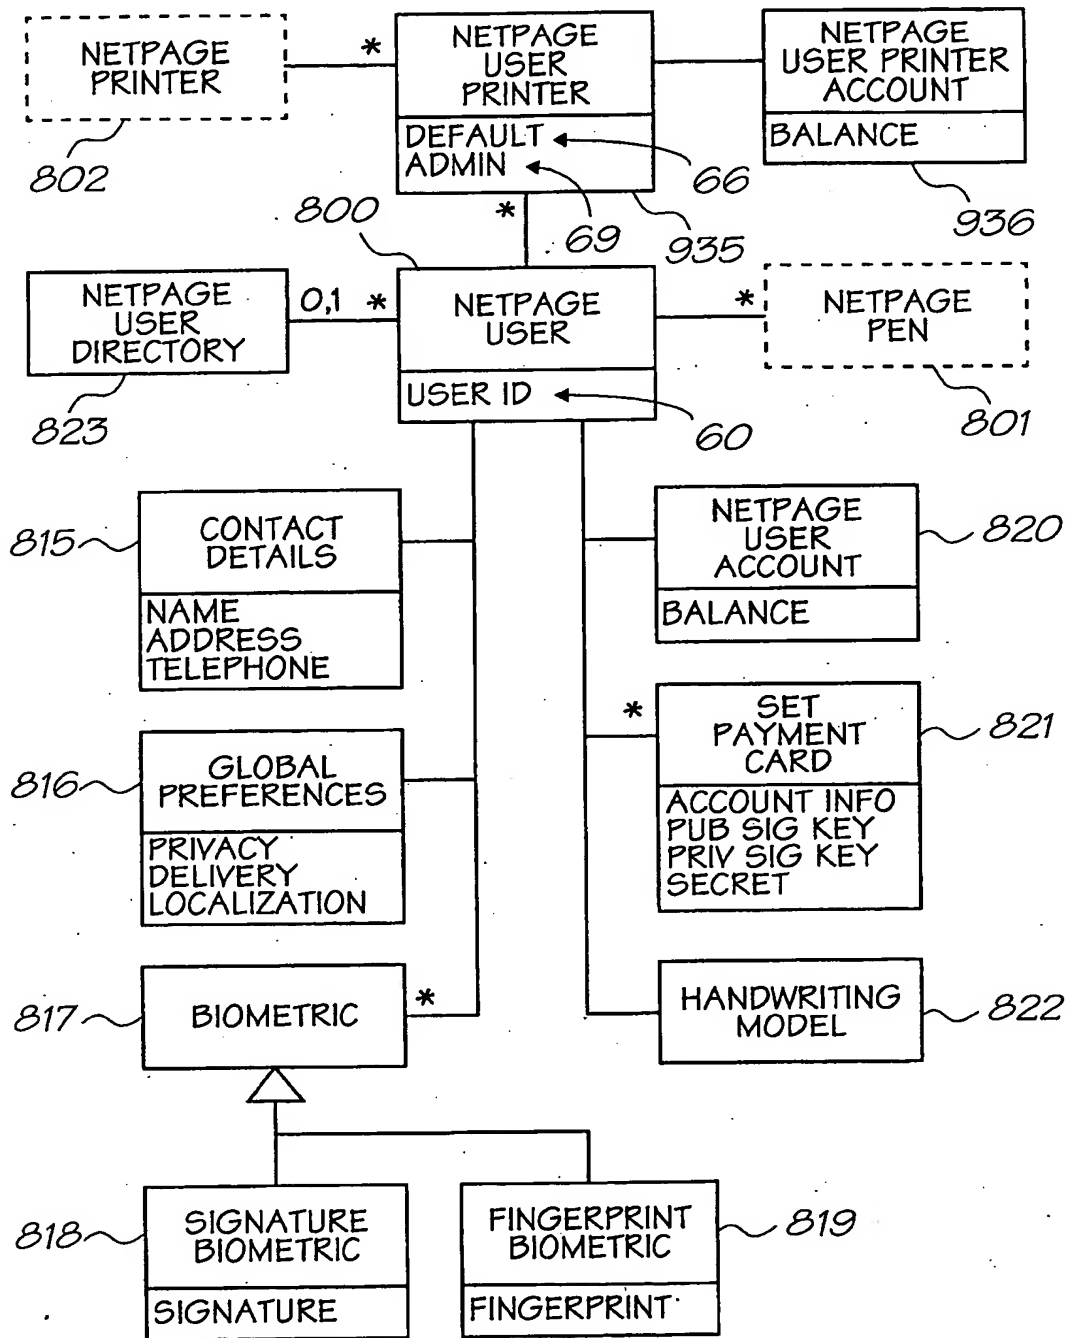 NETPAGE
PRINTER
802
*
NETPAGE
USER
PRINTER
DEFAULT
ADMIN
66
69
935
NETPAGE
USER PRINTER
ACCOUNT
BALANCE
936
*
800
NETPAGE
USER
DIRECTORY
823
0,1
*
NETPAGE
USER
USER ID
60
*
NETPAGE
PEN
801
815
CONTACT
DETAILS
NAME
ADDRESS
TELEPHONE
NETPAGE
USER
ACCOUNT
BALANCE
820
816
GLOBAL
PREFERENCES
PRIVACY
DELIVERY
LOCALIZATION
*
SET
PAYMENT
CARD
ACCOUNT INFO
PUB SIG KEY
PRIV SIG KEY
SECRET
821
817
BIOMETRIC
*
HANDWRITING
MODEL
822
818
SIGNATURE
BIOMETRIC
SIGNATURE
FINGERPRINT
BIOMETRIC
FINGERPRINT
819